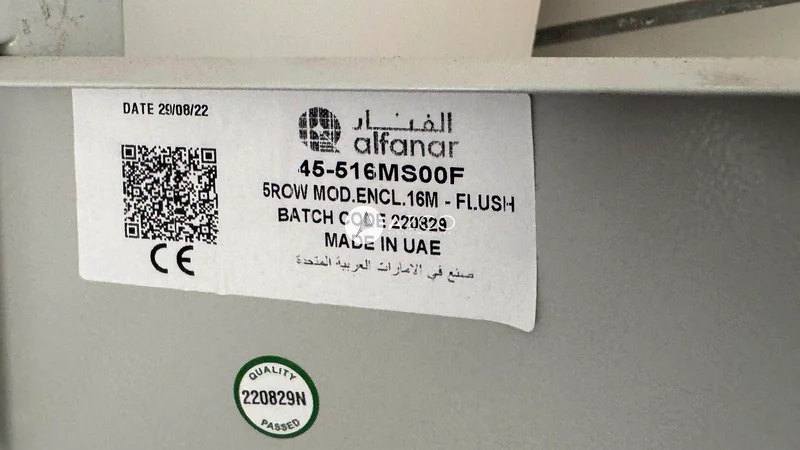 DATE 29/08/22
الفنار
alfanar
45-516MS00F
5ROW MOD.ENCL.16M - FLUSH
BATCH CODE 220829
MADE IN UAE
صنع في الامارات العربية المتحدة
CE
QUALITY
220829N
PASSED